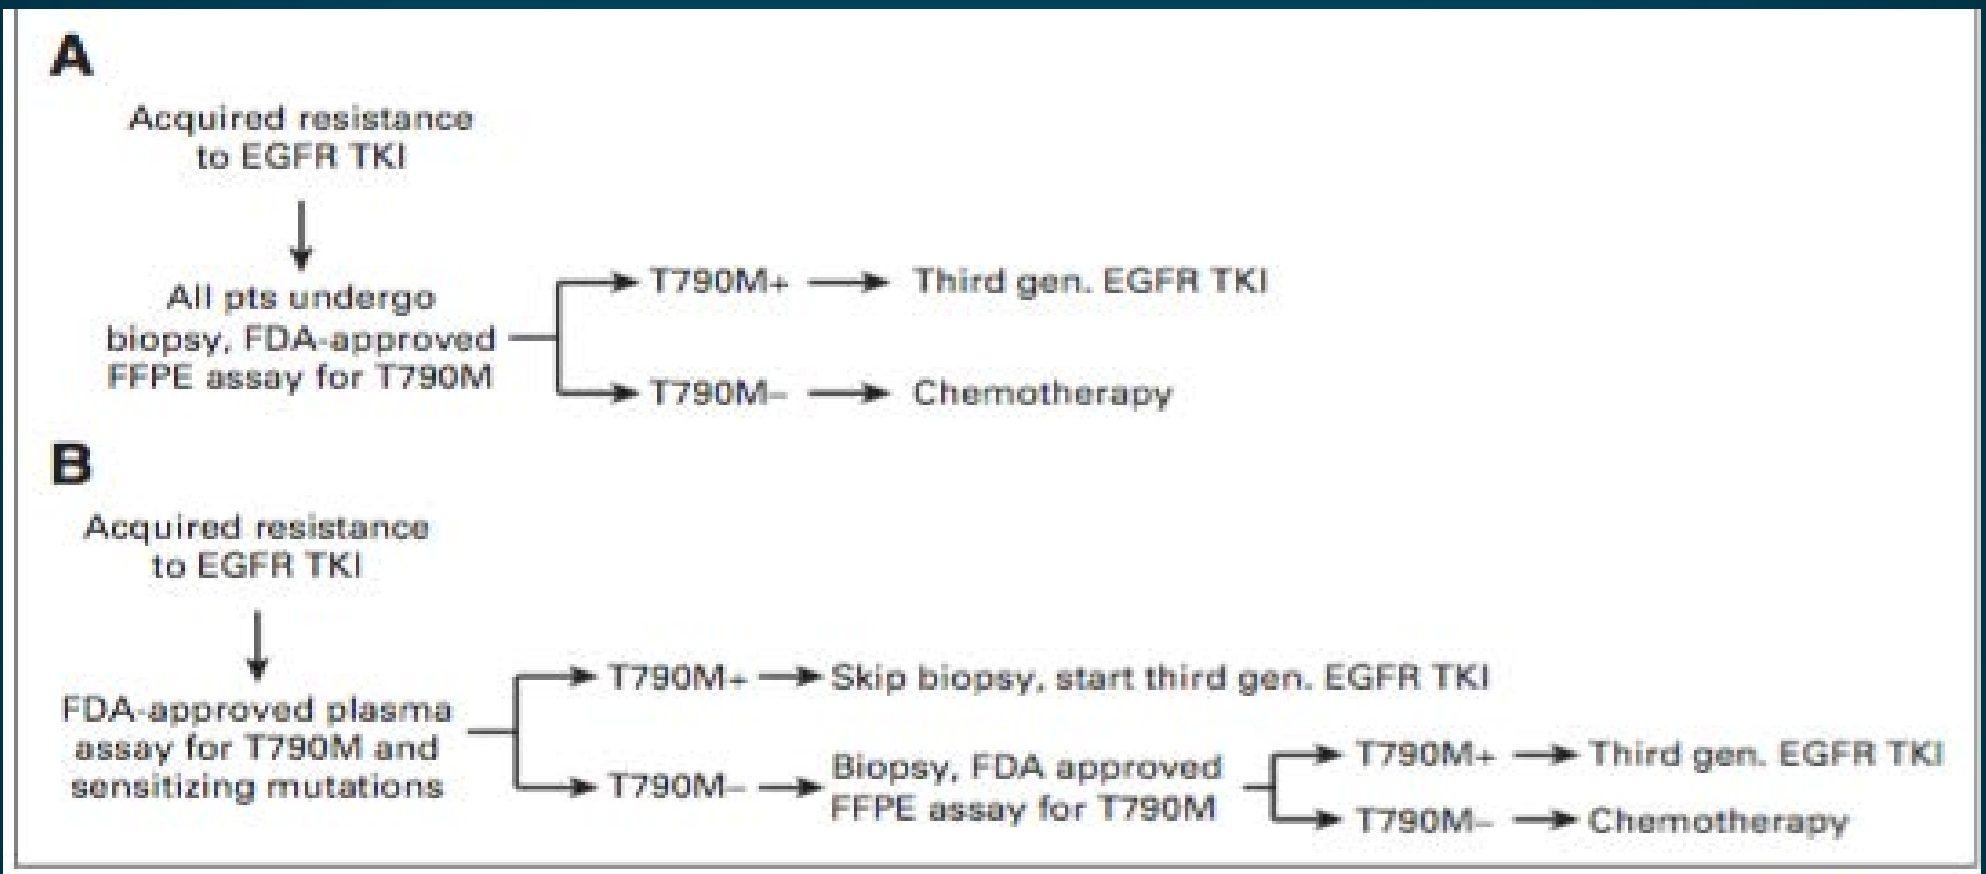 A
Acquired resistance
to EGFR TKI
All pts undergo
biopsy, FDA-approved
FFPE assay for T790M
T790M+
Third gen. EGFR TKI
T790M–
Chemotherapy
B
Acquired resistance
to EGFR TKI
FDA-approved plasma
assay for T790M and
sensitizing mutations
T790M+
Skip biopsy, start third gen. EGFR TKI
T790M–
Biopsy, FDA approved
FFPE assay for T790M
T790M+
Third gen. EGFR TKI
T790M–
Chemotherapy